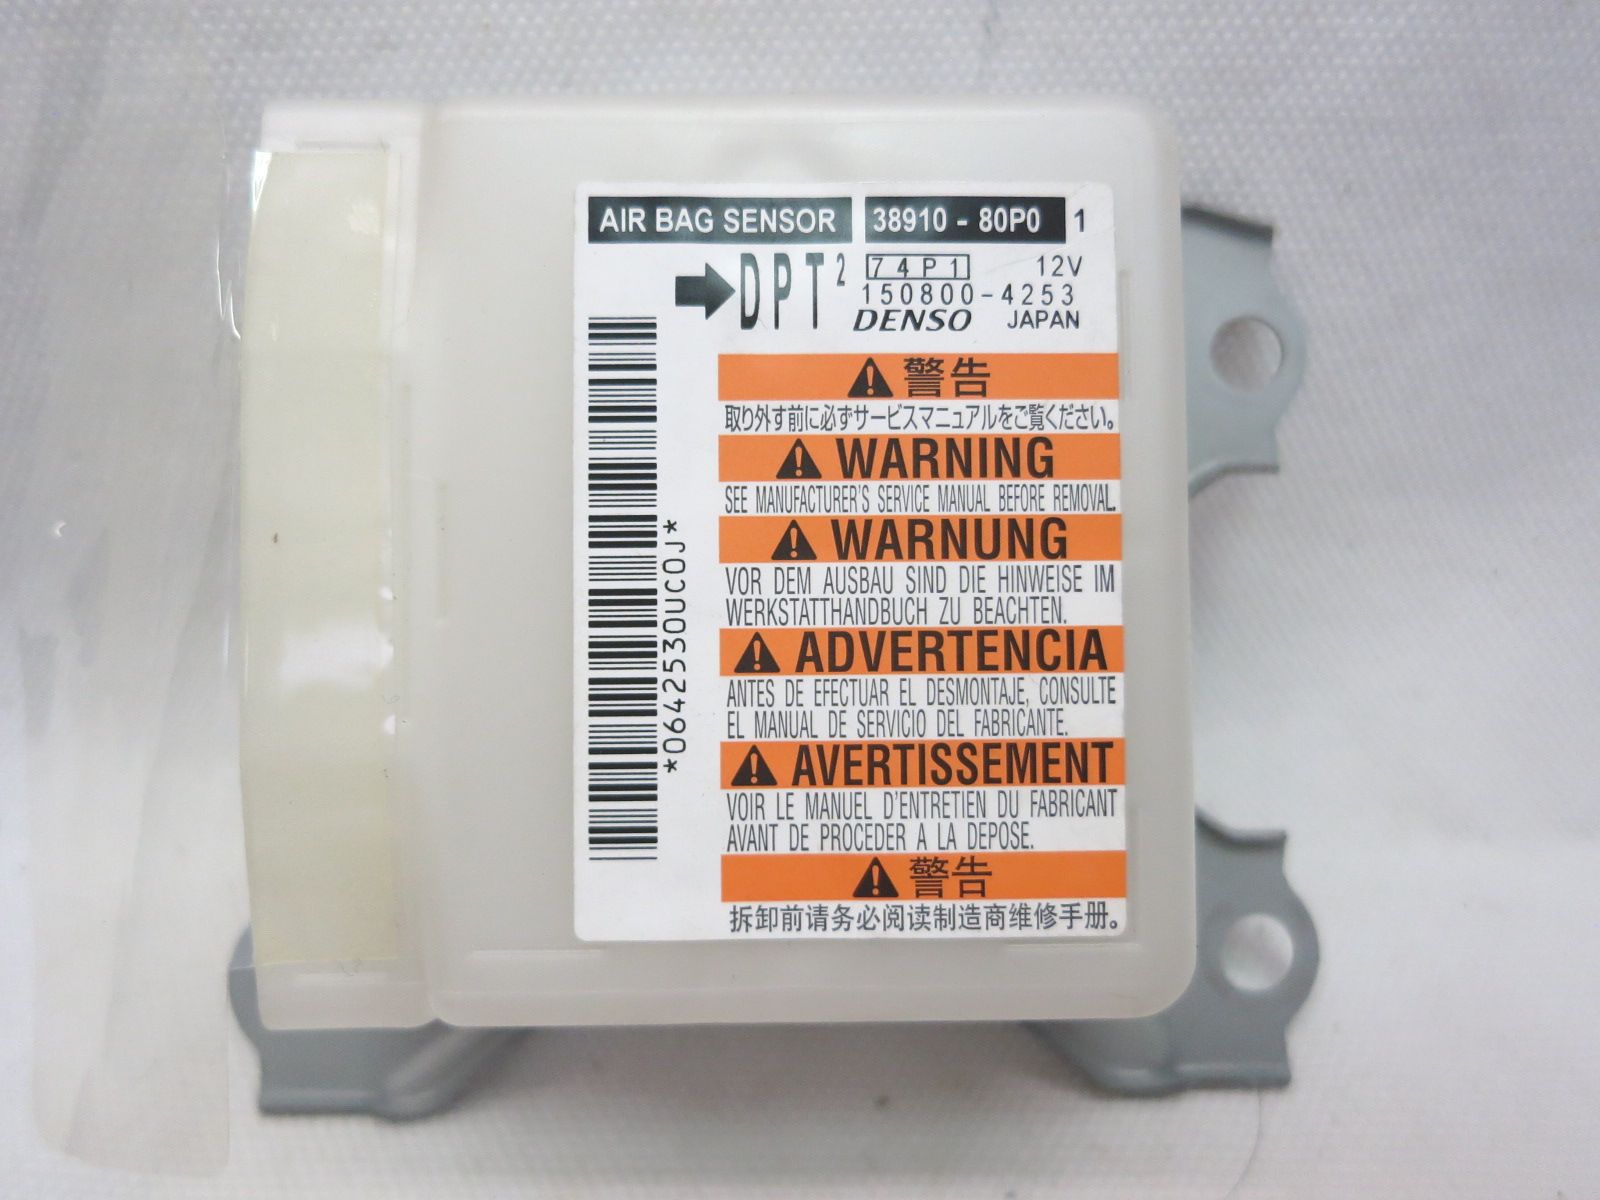 AIR BAG SENSOR 38910 - 80P0 1
DPT² 74P1 12V
150800-4253
DENSO JAPAN
*0642530UC0J*
警告
取り外す前に必ずサービスマニュアルをご覧ください。
WARNING
SEE MANUFACTURER'S SERVICE MANUAL BEFORE REMOVAL.
WARNUNG
VOR DEM AUSBAU SIND DIE HINWEISE IM
WERKSTATTHANDBUCH ZU BEACHTEN.
ADVERTENCIA
ANTES DE EFECTUAR EL DESMONTAJE, CONSULTE
EL MANUAL DE SERVICIO DEL FABRICANTE.
AVERTISSEMENT
VOIR LE MANUEL D'ENTRETIEN DU FABRICANT
AVANT DE PROCEDER A LA DEPOSE.
警告
拆卸前请务必阅读制造商维修手册。